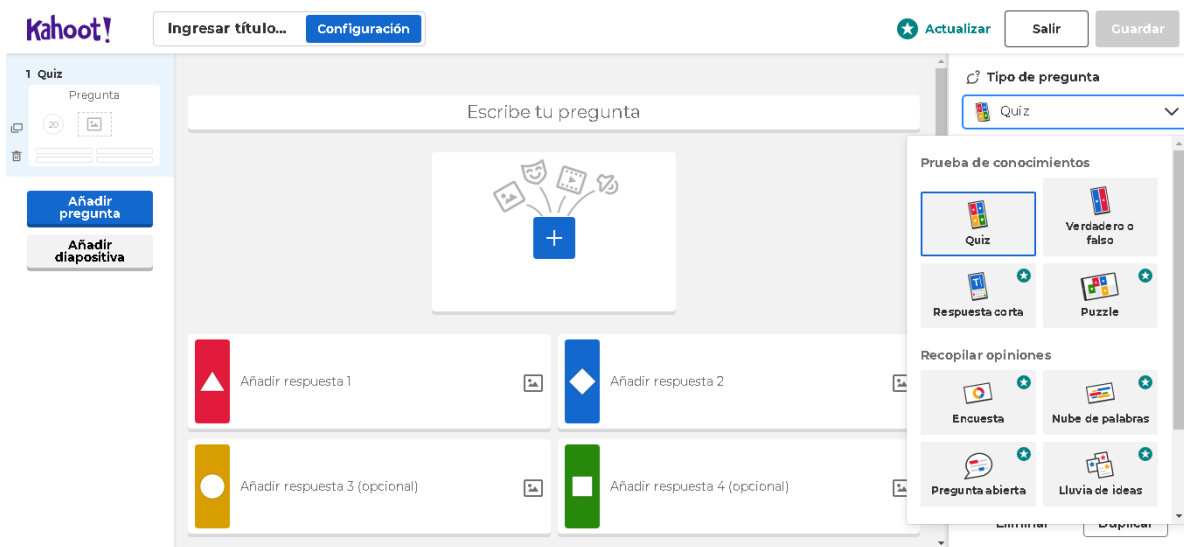 Kahoot!
Ingresar título...
Configuración
Actualizar
Salir
Guardar
1 Quiz
Pregunta
20
Añadir
pregunta
Añadir
diapositiva
Escribe tu pregunta
Añadir respuesta 1
Añadir respuesta 2
Añadir respuesta 3 (opcional)
Añadir respuesta 4 (opcional)
Tipo de pregunta
Quiz
Prueba de conocimientos
Quiz
Verdadero o
falso
Respuesta corta
Puzzle
Recopilar opiniones
Encuesta
Nube de palabras
Pregunta abierta
Lluvia de ideas
Eliminar
Duplicar